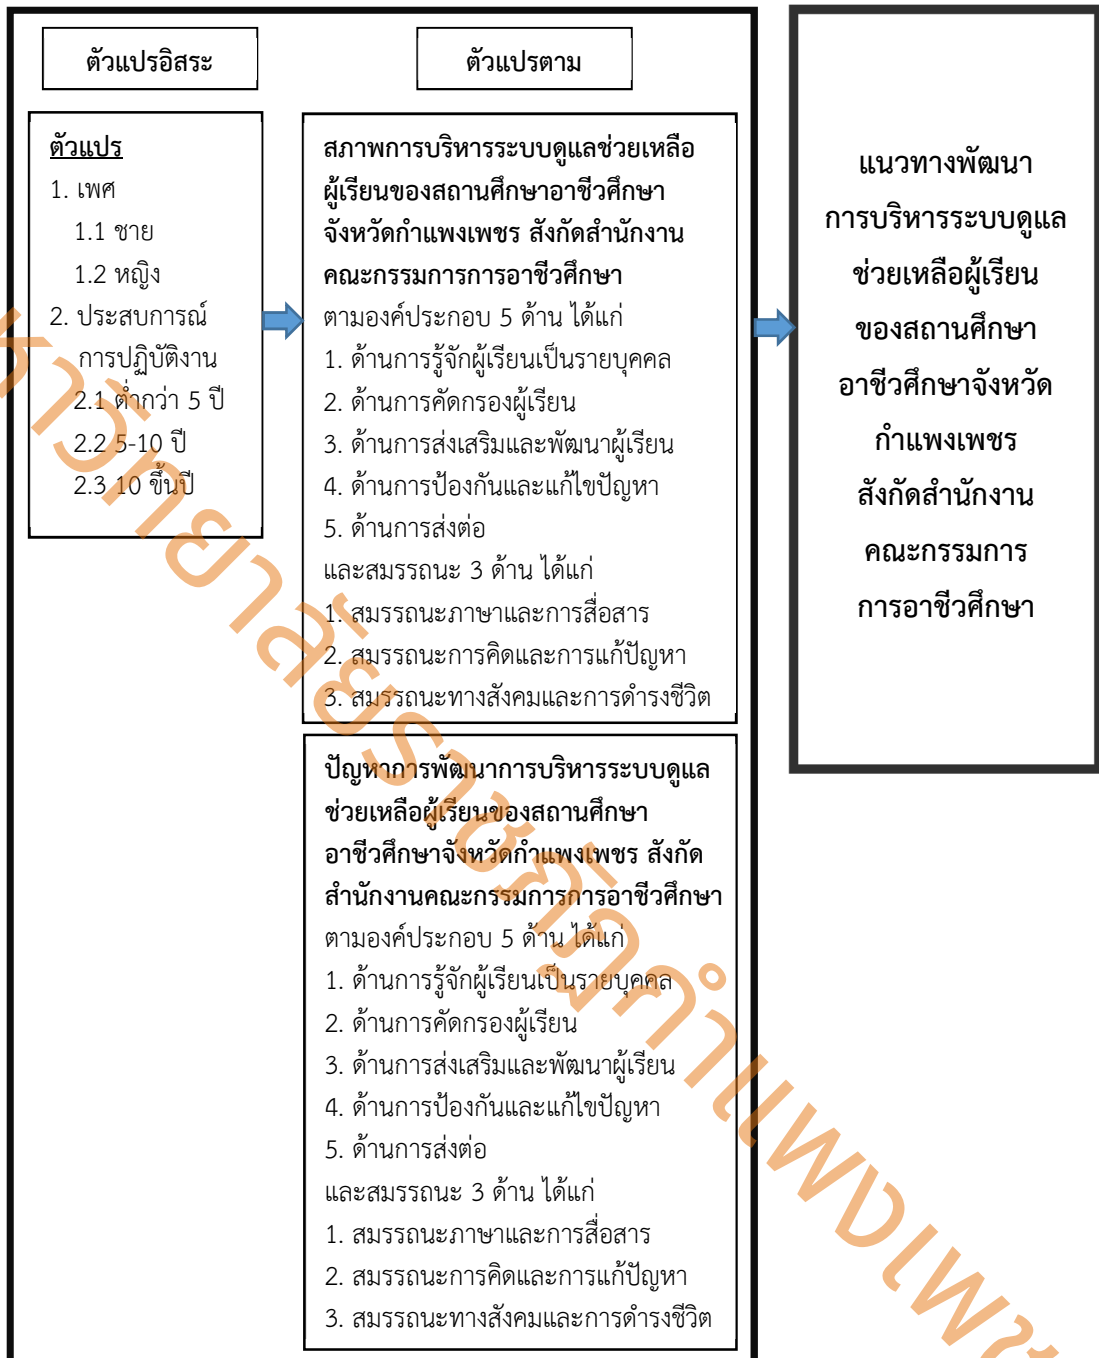 ตัวแปรอิสระ
ตัวแปรตาม
ตัวแปร
1. เพศ
1.1 ชาย
1.2 หญิง
2. ประสบการณ์
การปฏิบัติงาน
2.1 ต่ำกว่า 5 ปี
2.2 5-10 ปี
2.3 10 ขึ้นปี
สภาพการบริหารระบบดูแลช่วยเหลือ
ผู้เรียนของสถานศึกษาอาชีวศึกษา
จังหวัดกำแพงเพชร สังกัดสำนักงาน
คณะกรรมการการอาชีวศึกษา
ตามองค์ประกอบ 5 ด้าน ได้แก่
1. ด้านการรู้จักผู้เรียนเป็นรายบุคคล
2. ด้านการคัดกรองผู้เรียน
3. ด้านการส่งเสริมและพัฒนาผู้เรียน
4. ด้านการป้องกันและแก้ไขปัญหา
5. ด้านการส่งต่อ
และสมรรถนะ 3 ด้าน ได้แก่
1. สมรรถนะภาษาและการสื่อสาร
2. สมรรถนะการคิดและการแก้ปัญหา
3. สมรรถนะทางสังคมและการดำรงชีวิต
ปัญหาการพัฒนาการบริหารระบบดูแล
ช่วยเหลือผู้เรียนของสถานศึกษา
อาชีวศึกษาจังหวัดกำแพงเพชร สังกัด
สำนักงานคณะกรรมการการอาชีวศึกษา
ตามองค์ประกอบ 5 ด้าน ได้แก่
1. ด้านการรู้จักผู้เรียนเป็นรายบุคคล
2. ด้านการคัดกรองผู้เรียน
3. ด้านการส่งเสริมและพัฒนาผู้เรียน
4. ด้านการป้องกันและแก้ไขปัญหา
5. ด้านการส่งต่อ
และสมรรถนะ 3 ด้าน ได้แก่
1. สมรรถนะภาษาและการสื่อสาร
2. สมรรถนะการคิดและการแก้ปัญหา
3. สมรรถนะทางสังคมและการดำรงชีวิต
แนวทางพัฒนา
การบริหารระบบดูแล
ช่วยเหลือผู้เรียน
ของสถานศึกษา
อาชีวศึกษาจังหวัด
กำแพงเพชร
สังกัดสำนักงาน
คณะกรรมการ
การอาชีวศึกษา
หาวิทยาลัยราชภัฏกำแพงเพช